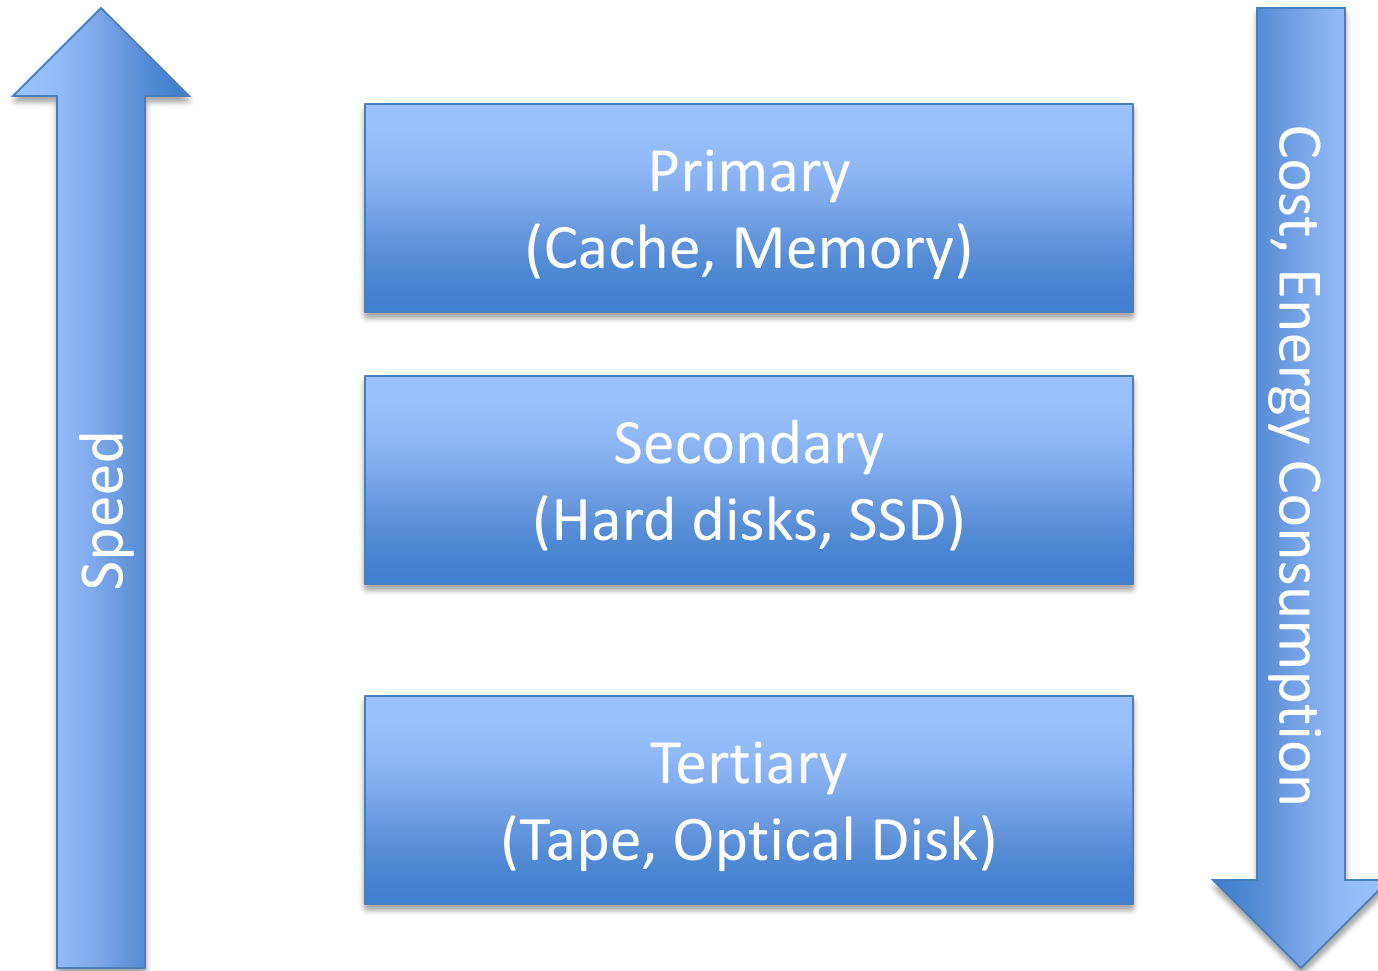 Speed
Primary
(Cache, Memory)
Secondary
(Hard disks, SSD)
Tertiary
(Tape, Optical Disk)
Cost, Energy Consumption